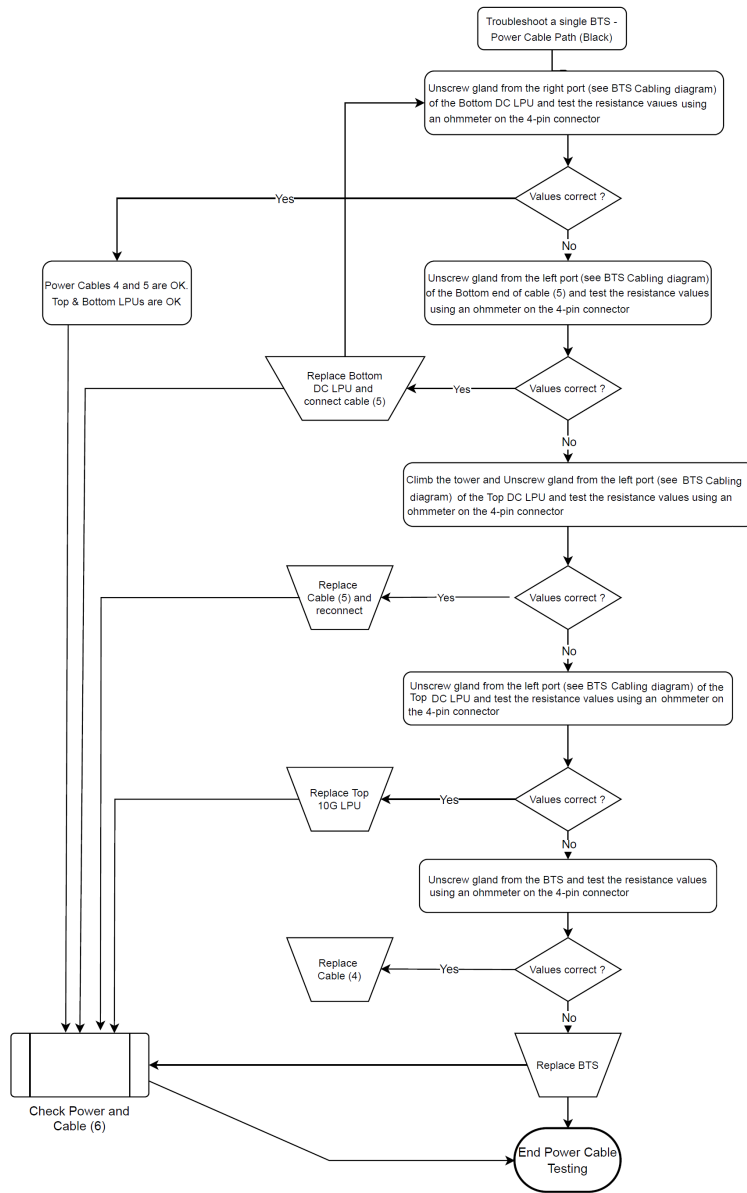 Troubleshoot a single BTS -
Power Cable Path (Black)
Unscrew gland from the right port (see BTS Cabling diagram)
of the Bottom DC LPU and test the resistance values using
an ohmmeter on the 4-pin connector
Yes
Values correct ?
No
Power Cables 4 and 5 are OK.
Top & Bottom LPUs are OK
Unscrew gland from the left port (see BTS Cabling diagram)
of the Bottom end of cable (5) and test the resistance values
using an ohmmeter on the 4-pin connector
Replace Bottom
DC LPU and
connect cable (5)
Yes
Values correct ?
No
Climb the tower and Unscrew gland from the left port (see BTS Cabling
diagram) of the Top DC LPU and test the resistance values using an
ohmmeter on the 4-pin connector
Replace
Cable (5) and
reconnect
Yes
Values correct ?
No
Unscrew gland from the left port (see BTS Cabling diagram) of the
Top DC LPU and test the resistance values using an ohmmeter on
the 4-pin connector
Replace Top
10G LPU
Yes
Values correct ?
No
Unscrew gland from the BTS and test the resistance values
using an ohmmeter on the 4-pin connector
Replace
Cable (4)
Yes
Values correct ?
No
Replace BTS
Check Power and
Cable (6)
End Power Cable
Testing